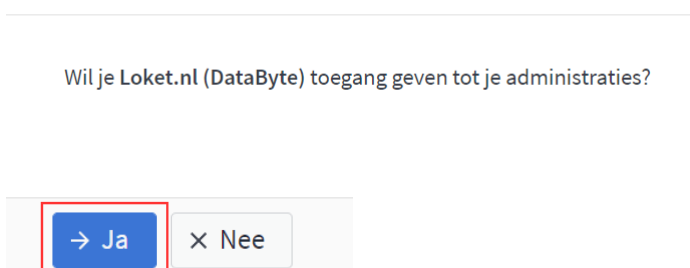 Wil je Loket.nl (DataByte) toegang geven tot je administraties?
→ Ja
× Nee